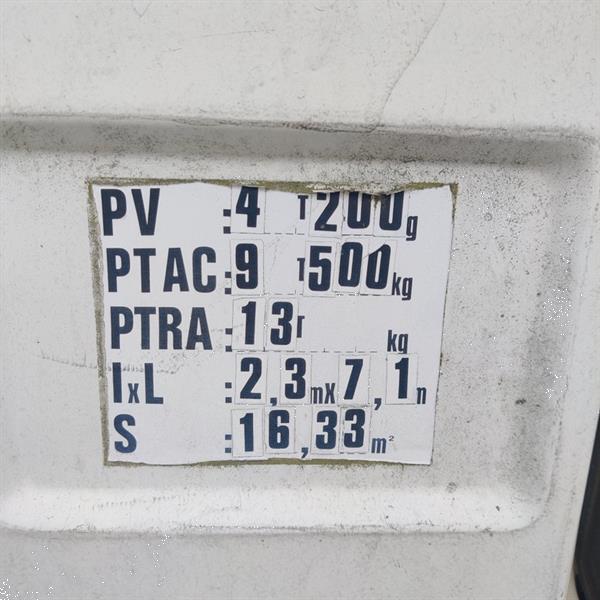 PV : 4 T 200 g
PTAC : 9 T 500 kg
PTRA : 13 T kg
IxL : 2,3 m X 7,1 m
S : 16,33 m²